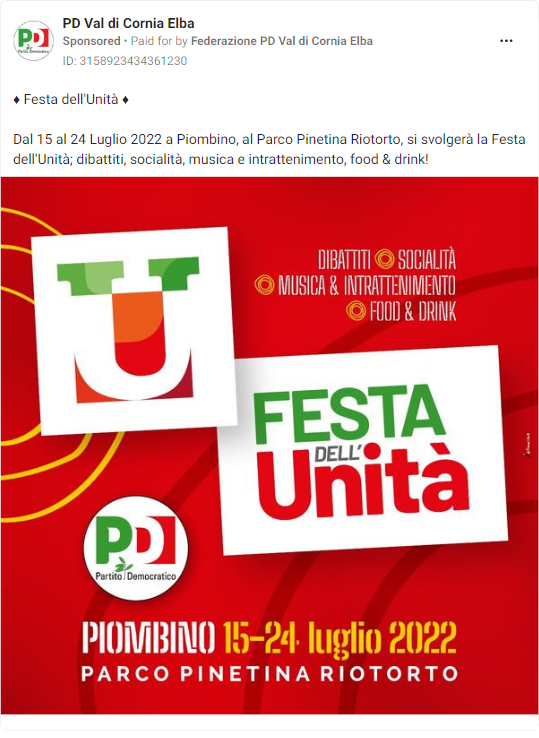 PD Val di Cornia Elba
Sponsored • Paid for by Federazione PD Val di Cornia Elba
ID: 3158923434361230
♦ Festa dell'Unità ♦
Dal 15 al 24 Luglio 2022 a Piombino, al Parco Pinetina Riotorto, si svolgerà la Festa
dell'Unità; dibattiti, socialità, musica e intrattenimento, food & drink!
DIBATTITI SOCIALITÀ
MUSICA & INTRATTENIMENTO
FOOD & DRINK
U
FESTA
DELL'
Unità
PD
Partito Democratico
PIOMBINO 15-24 luglio 2022
PARCO PINETINA RIOTORTO